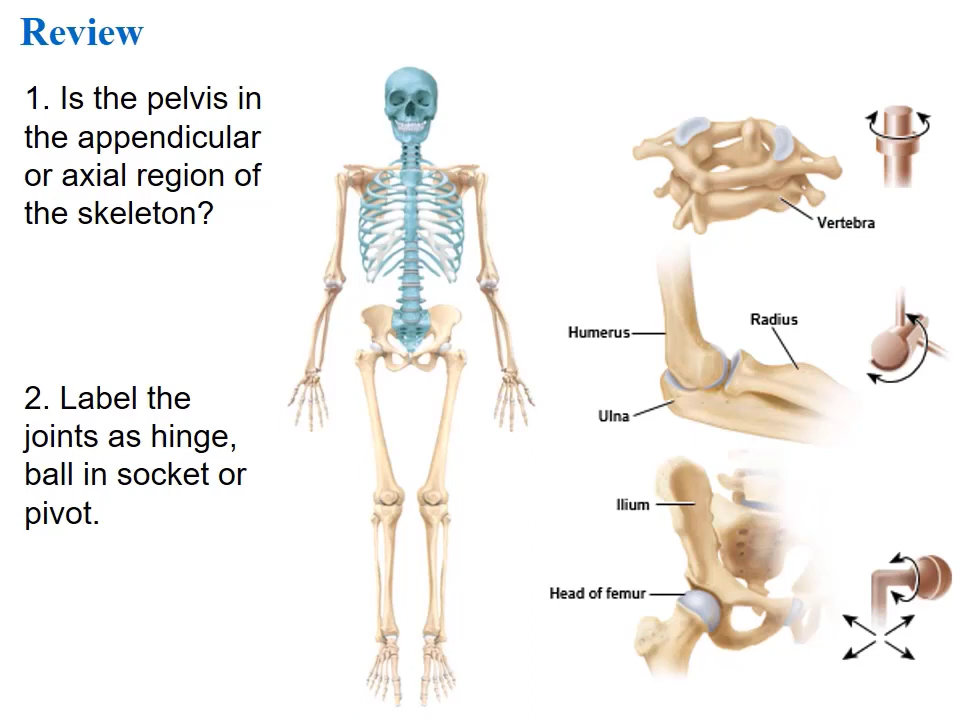 Review
1. Is the pelvis in
the appendicular
or axial region of
the skeleton?
2. Label the
joints as hinge,
ball in socket or
pivot.
Vertebra
Humerus
Radius
Ulna
Ilium
Head of femur